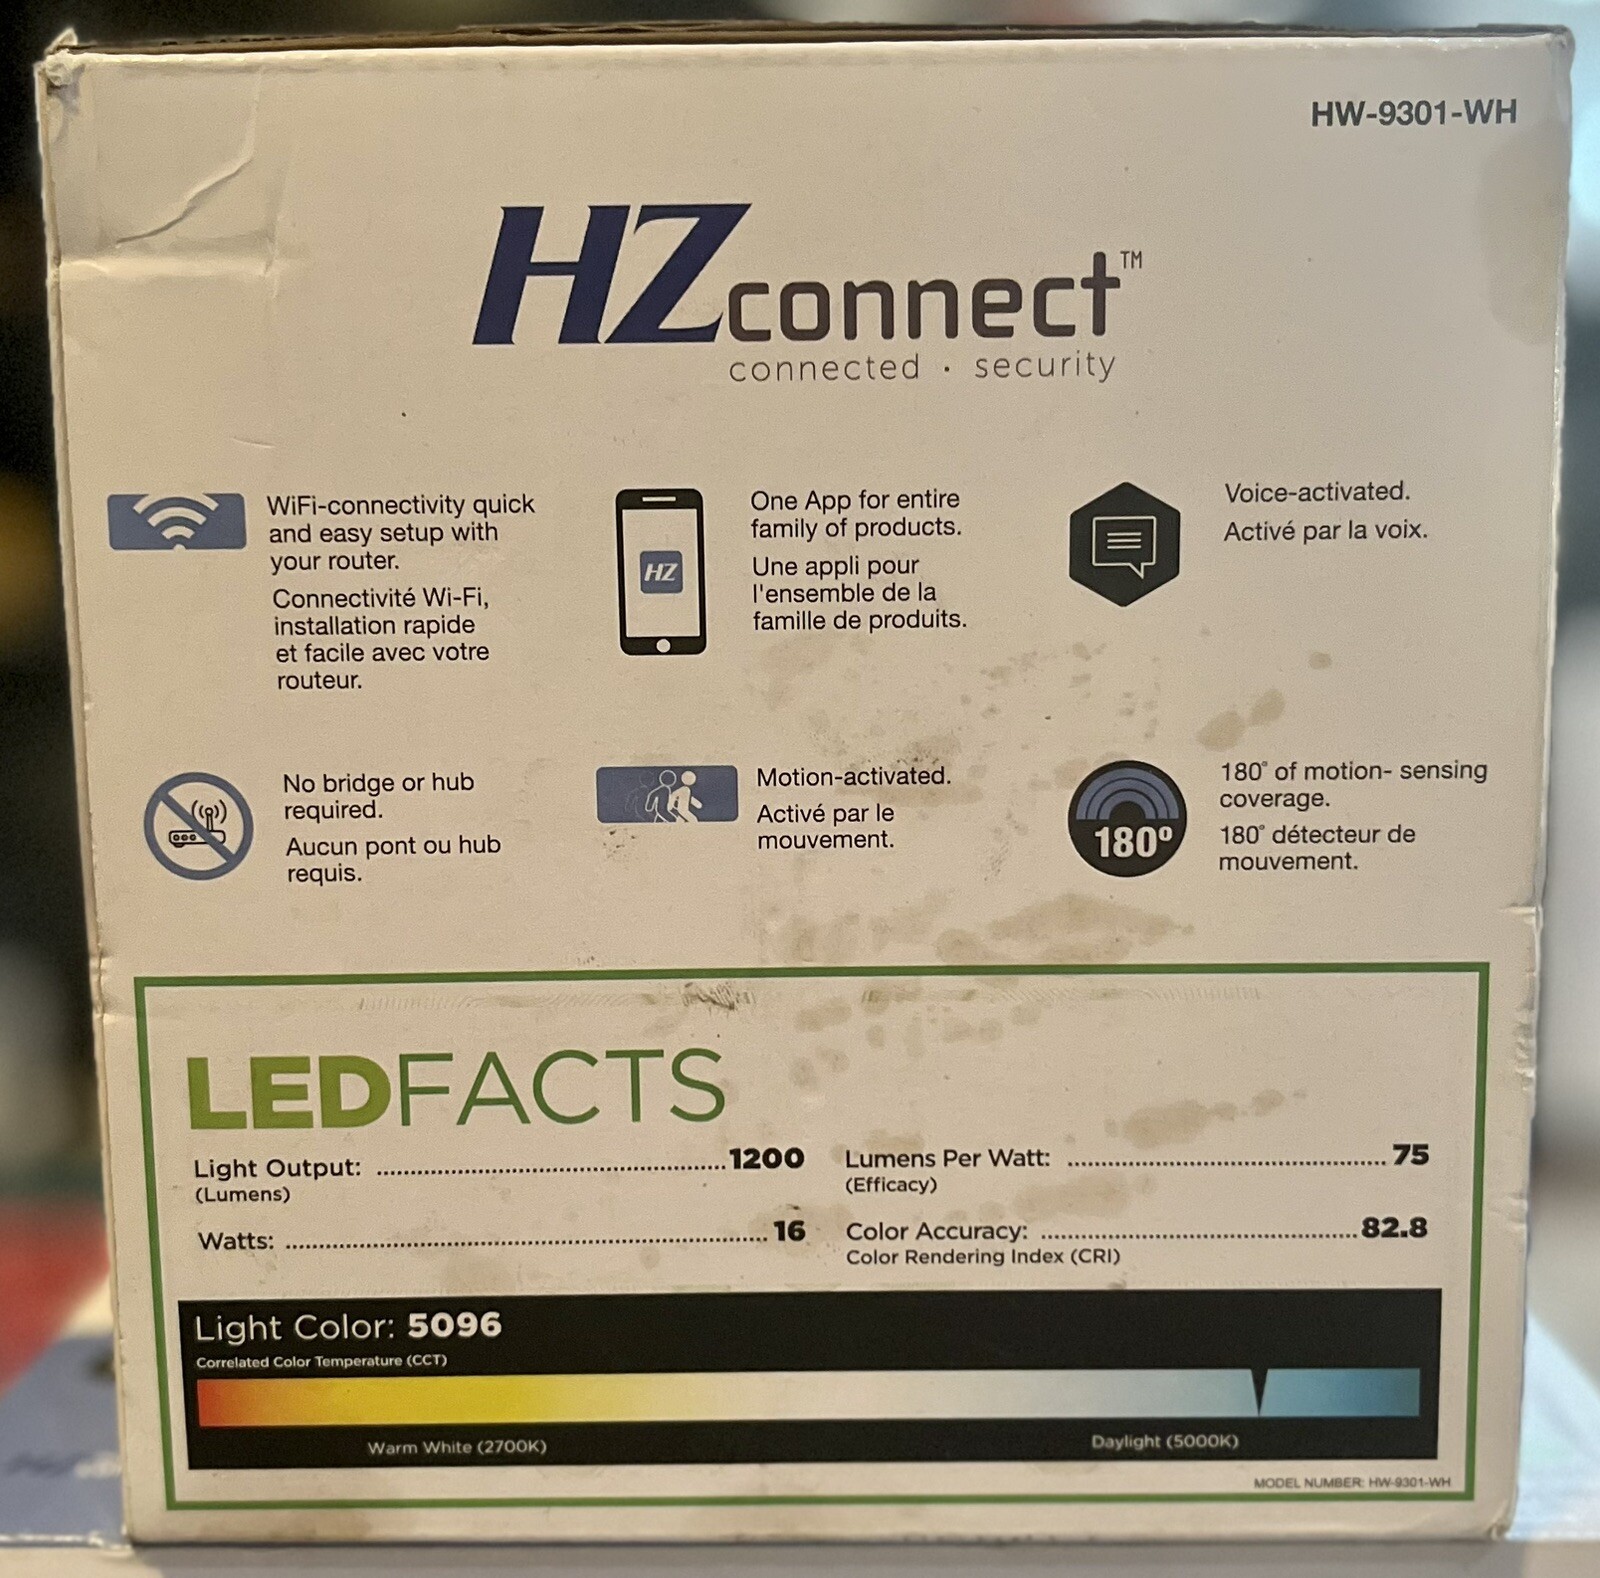 HW-9301-WH
HZconnect™
connected · security
WiFi-connectivity quick
and easy setup with
your router.
Connectivité Wi-Fi,
installation rapide
et facile avec votre
routeur.
HZ
One App for entire
family of products.
Une appli pour
l'ensemble de la
famille de produits.
Voice-activated.
Activé par la voix.
No bridge or hub
required.
Aucun pont ou hub
requis.
Motion-activated.
Activé par le
mouvement.
180°
180° of motion- sensing
coverage.
180° détecteur de
mouvement.
LEDFACTS
Light Output: 1200
(Lumens)
Watts: 16
Lumens Per Watt: 75
(Efficacy)
Color Accuracy: 82.8
Color Rendering Index (CRI)
Light Color: 5096
Correlated Color Temperature (CCT)
Warm White (2700K)
Daylight (5000K)
MODEL NUMBER: HW-9301-WH